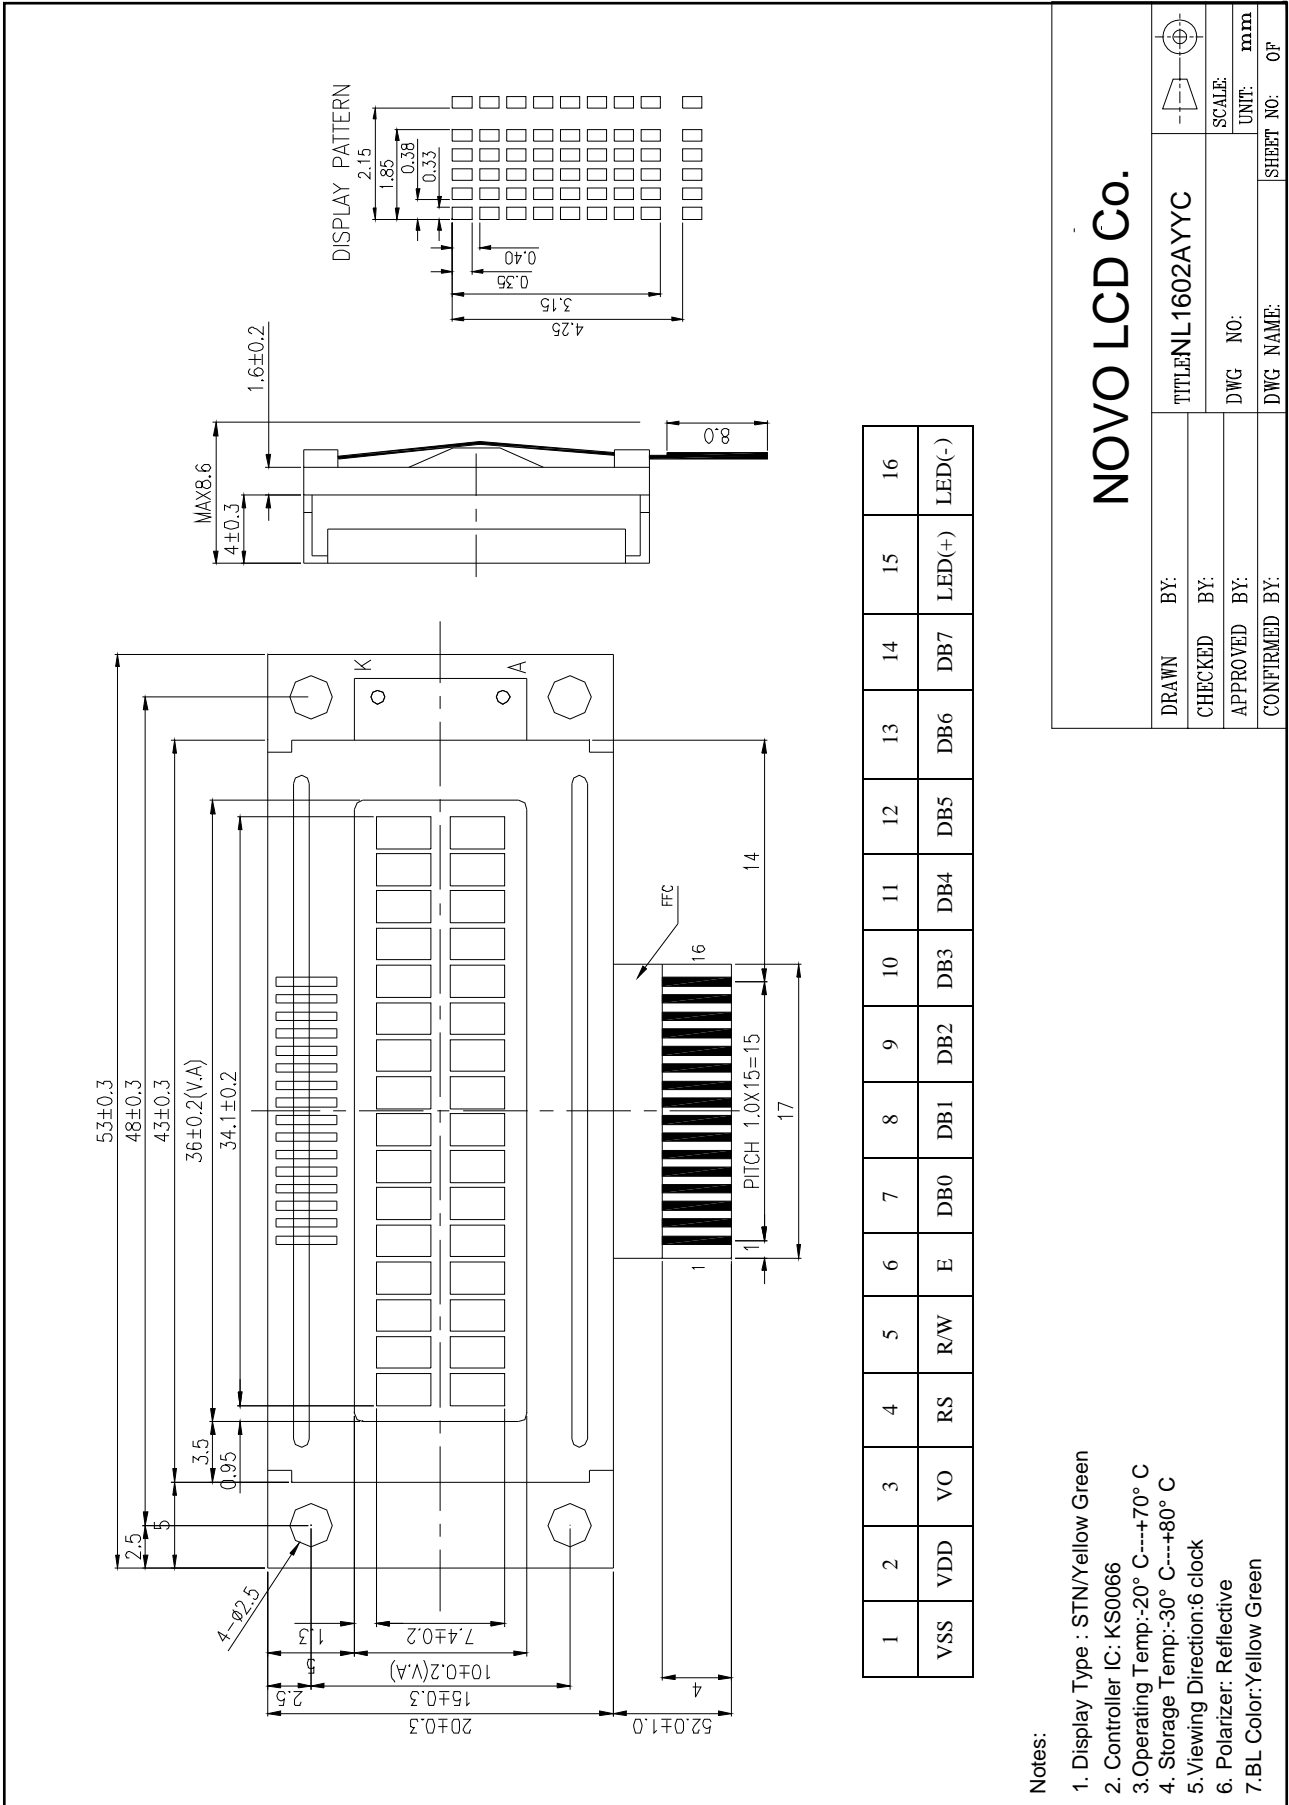 53±0.3
48±0.3
43±0.3
36±0.2(V.A)
34.1±0.2
2.5
5
3.5
0.95
4-ø2.5
K
A
2.5
5
1.3
7.4±0.2
10±0.2(V.A)
15±0.3
20±0.3
52.0±1.0
4
FFC
14
1
16
1
PITCH 1.0X15=15
17
MAX8.6
4±0.3
1.6±0.2
8.0
DISPLAY PATTERN
2.15
1.85
0.38
0.33
0.40
0.35
3.15
4.25
1 2 3 4 5 6 7 8 9 10 11 12 13 14 15 16
VSS VDD VO RS R/W E DB0 DB1 DB2 DB3 DB4 DB5 DB6 DB7 LED(+) LED(-)
Notes:
1. Display Type : STN/Yellow Green
2. Controller IC: KS0066
3.Operating Temp:-20° C---+70° C
4. Storage Temp:-30° C---+80° C
5.Viewing Direction:6 clock
6. Polarizer: Reflective
7.BL Color:Yellow Green
NOVO LCD Co.
DRAWN BY:
CHECKED BY:
APPROVED BY:
CONFIRMED BY:
TITLE:NL1602AYYC
DWG NO:
DWG NAME:
SCALE:
UNIT: mm
SHEET NO: OF